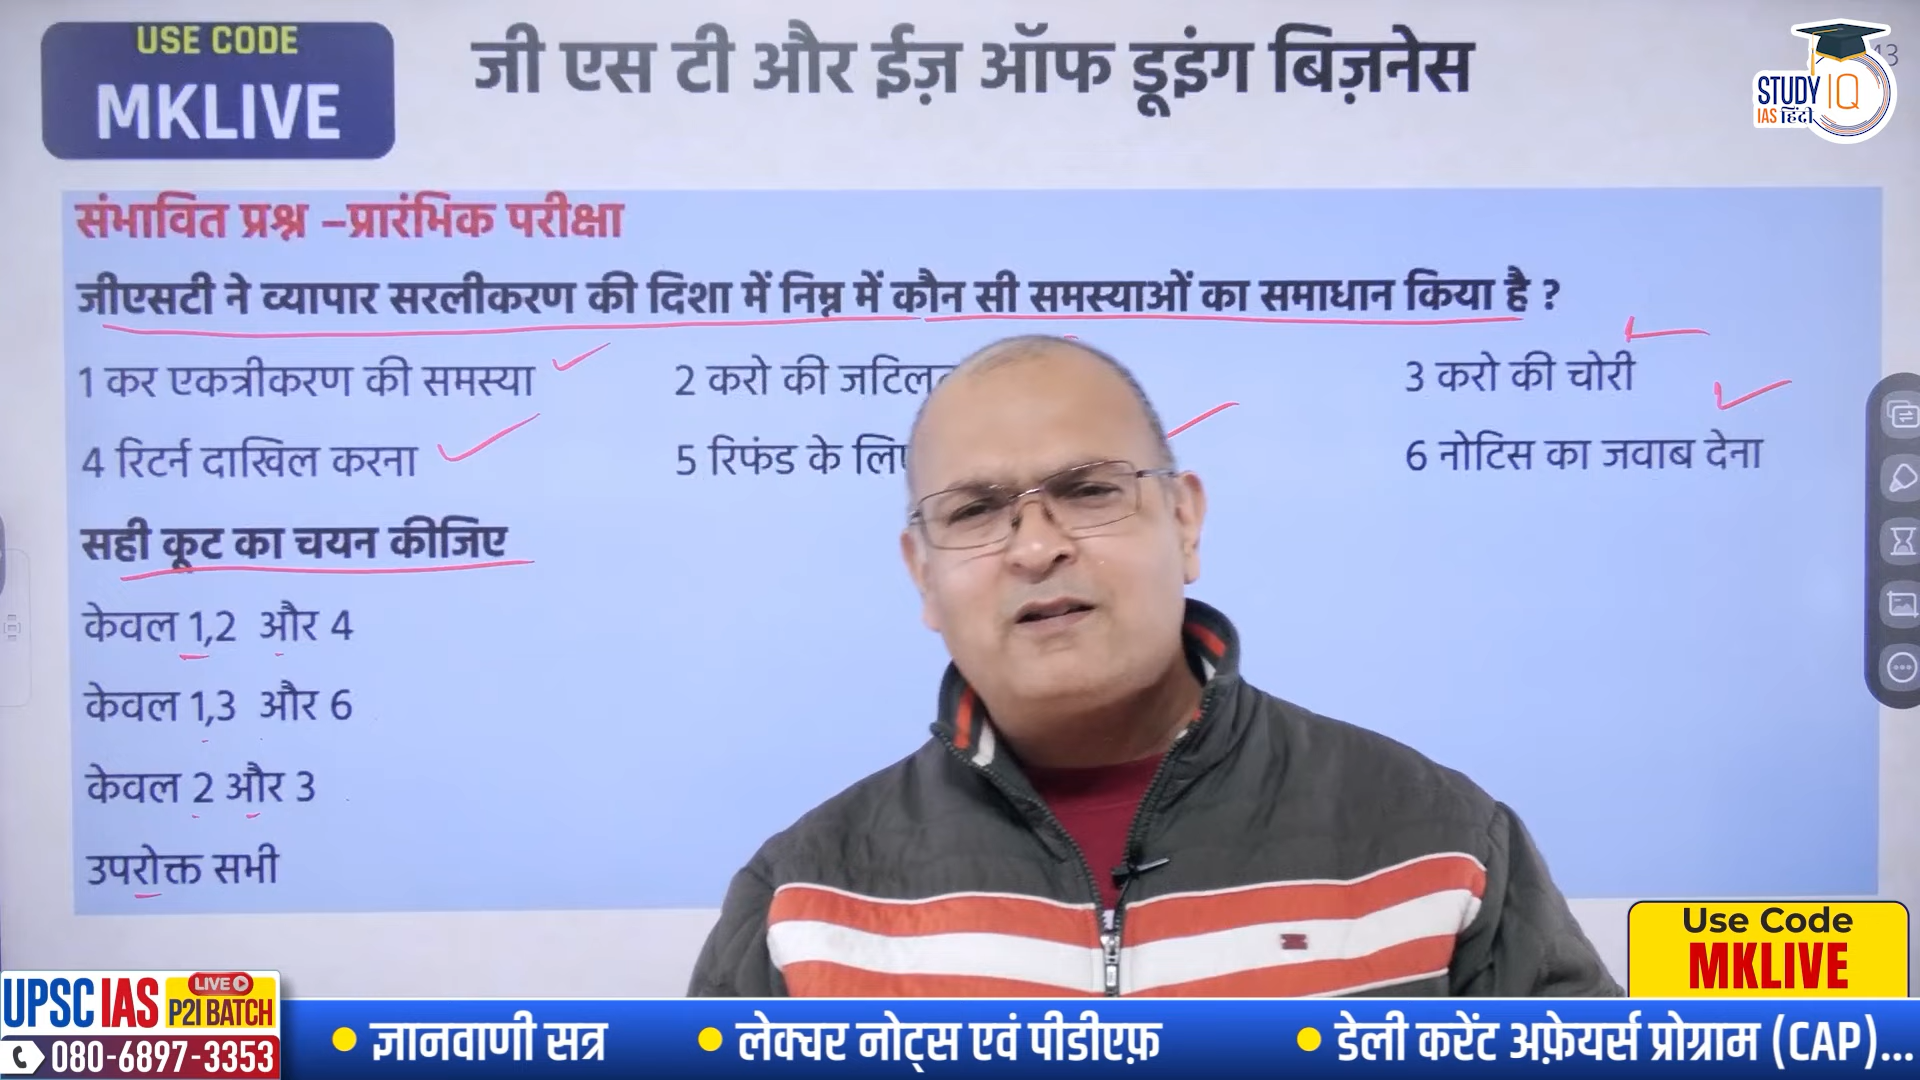 USE CODE
MKLIVE
जी एस टी और ईज़ ऑफ डूइंग बिज़नेस
13
STUDY IQ
IAS हिंदी
संभावित प्रश्न –प्रारंभिक परीक्षा
जीएसटी ने व्यापार सरलीकरण की दिशा में निम्न में कौन सी समस्याओं का समाधान किया है ?
1 कर एकत्रीकरण की समस्या
2 करो की
3 करो की चोरी
4 रिटर्न दाखिल करना
5 रिफंड के
6 नोटिस का जवाब देना
सही कूट का चयन कीजिए
केवल 1,2 और 4
केवल 1,3 और 6
केवल 2 और 3
उपरोक्त सभी
Use Code
MKLIVE
UPSC IAS LIVE P2I BATCH
080-6897-3353
ज्ञानवाणी सत्र
लेक्चर नोट्स एवं पीडीएफ़
डेली करेंट अफ़ेयर्स प्रोग्राम (CAP)...